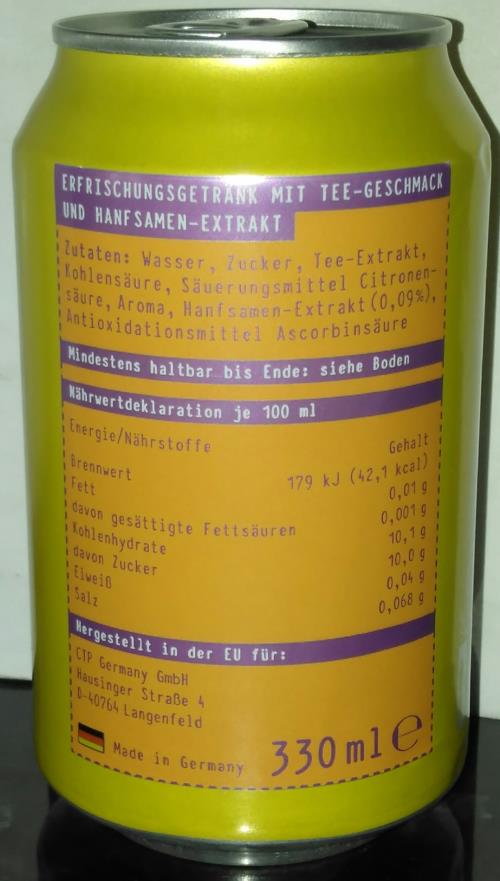 ERFRISCHUNGSGETRÄNK MIT TEE-GESCHMACK
UND HANFSAMEN-EXTRAKT
Zutaten: Wasser, Zucker, Tee-Extrakt,
Kohlensäure, Säuerungsmittel Citronen-
säure, Aroma, Hanfsamen-Extrakt (0,09%),
Antioxidationsmittel Ascorbinsäure
Mindestens haltbar bis Ende: siehe Boden
Nährwertdeklaration je 100 ml
Energie/Nährstoffe Gehalt
Brennwert 179 kJ (42,1 kcal)
Fett 0,01 g
davon gesättigte Fettsäuren 0,001 g
Kohlenhydrate 10,1 g
davon Zucker 10,0 g
Eiweiß 0,04 g
Salz 0,068 g
Hergestellt in der EU für:
CTP Germany GmbH
Hausinger Straße 4
D-40764 Langenfeld
Made in Germany 330 ml e